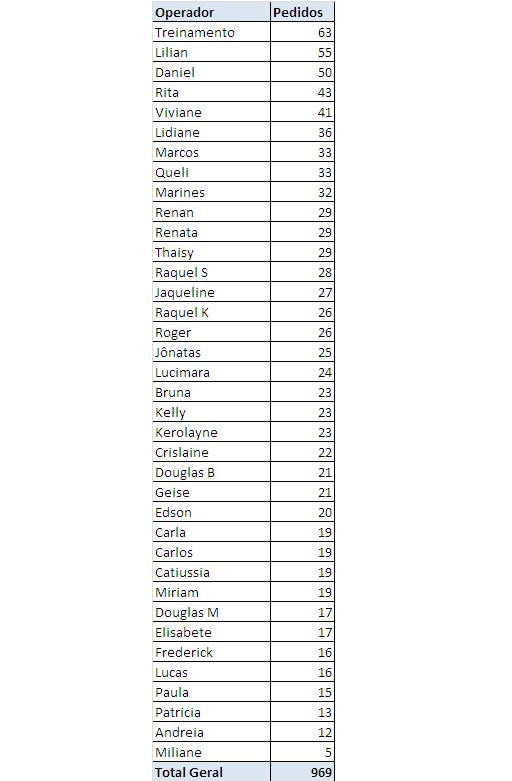 Operador Pedidos
Treinamento 63
Lilian 55
Daniel 50
Rita 43
Viviane 41
Lidiane 36
Marcos 33
Queli 33
Marines 32
Renan 29
Renata 29
Thaisy 29
Raquel S 28
Jaqueline 27
Raquel K 26
Roger 26
Jônatas 25
Lucimara 24
Bruna 23
Kelly 23
Kerolayne 23
Crislaine 22
Douglas B 21
Geise 21
Edson 20
Carla 19
Carlos 19
Catiussia 19
Miriam 19
Douglas M 17
Elisabete 17
Frederick 16
Lucas 16
Paula 15
Patricia 13
Andreia 12
Miliane 5
Total Geral 969